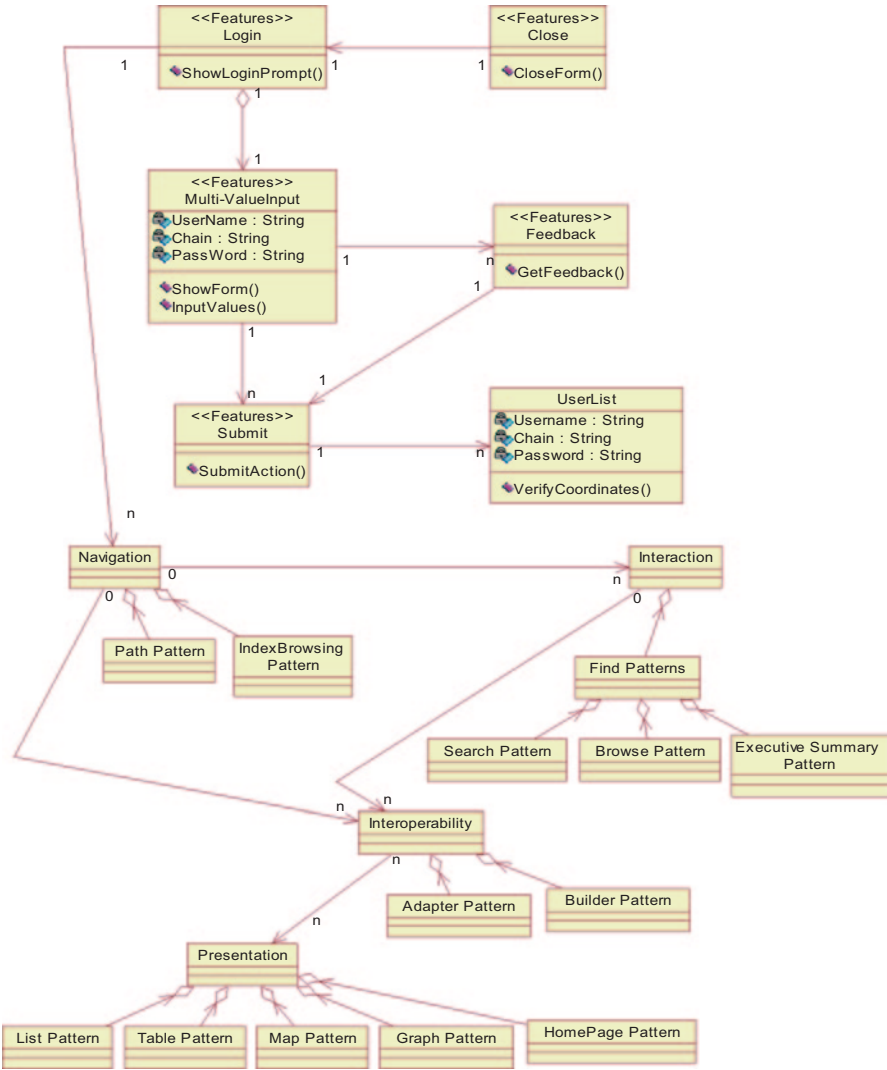 <<Features>>
Login
ShowLoginPrompt()
<<Features>>
Close
CloseForm()
1
1
1
1
1
<<Features>>
Multi-ValueInput
UserName : String
Chain : String
PassWord : String
ShowForm()
InputValues()
<<Features>>
Feedback
GetFeedback()
1
n
1
1
1
n
<<Features>>
Submit
SubmitAction()
UserList
Username : String
Chain : String
Password : String
VerifyCoordinates()
1
n
n
Navigation
Interaction
0
n
0
0
Path Pattern
IndexBrowsing
Pattern
Find Patterns
Search Pattern
Browse Pattern
Executive Summary
Pattern
n
n
Interoperability
n
Adapter Pattern
Builder Pattern
n
Presentation
List Pattern
Table Pattern
Map Pattern
Graph Pattern
HomePage Pattern